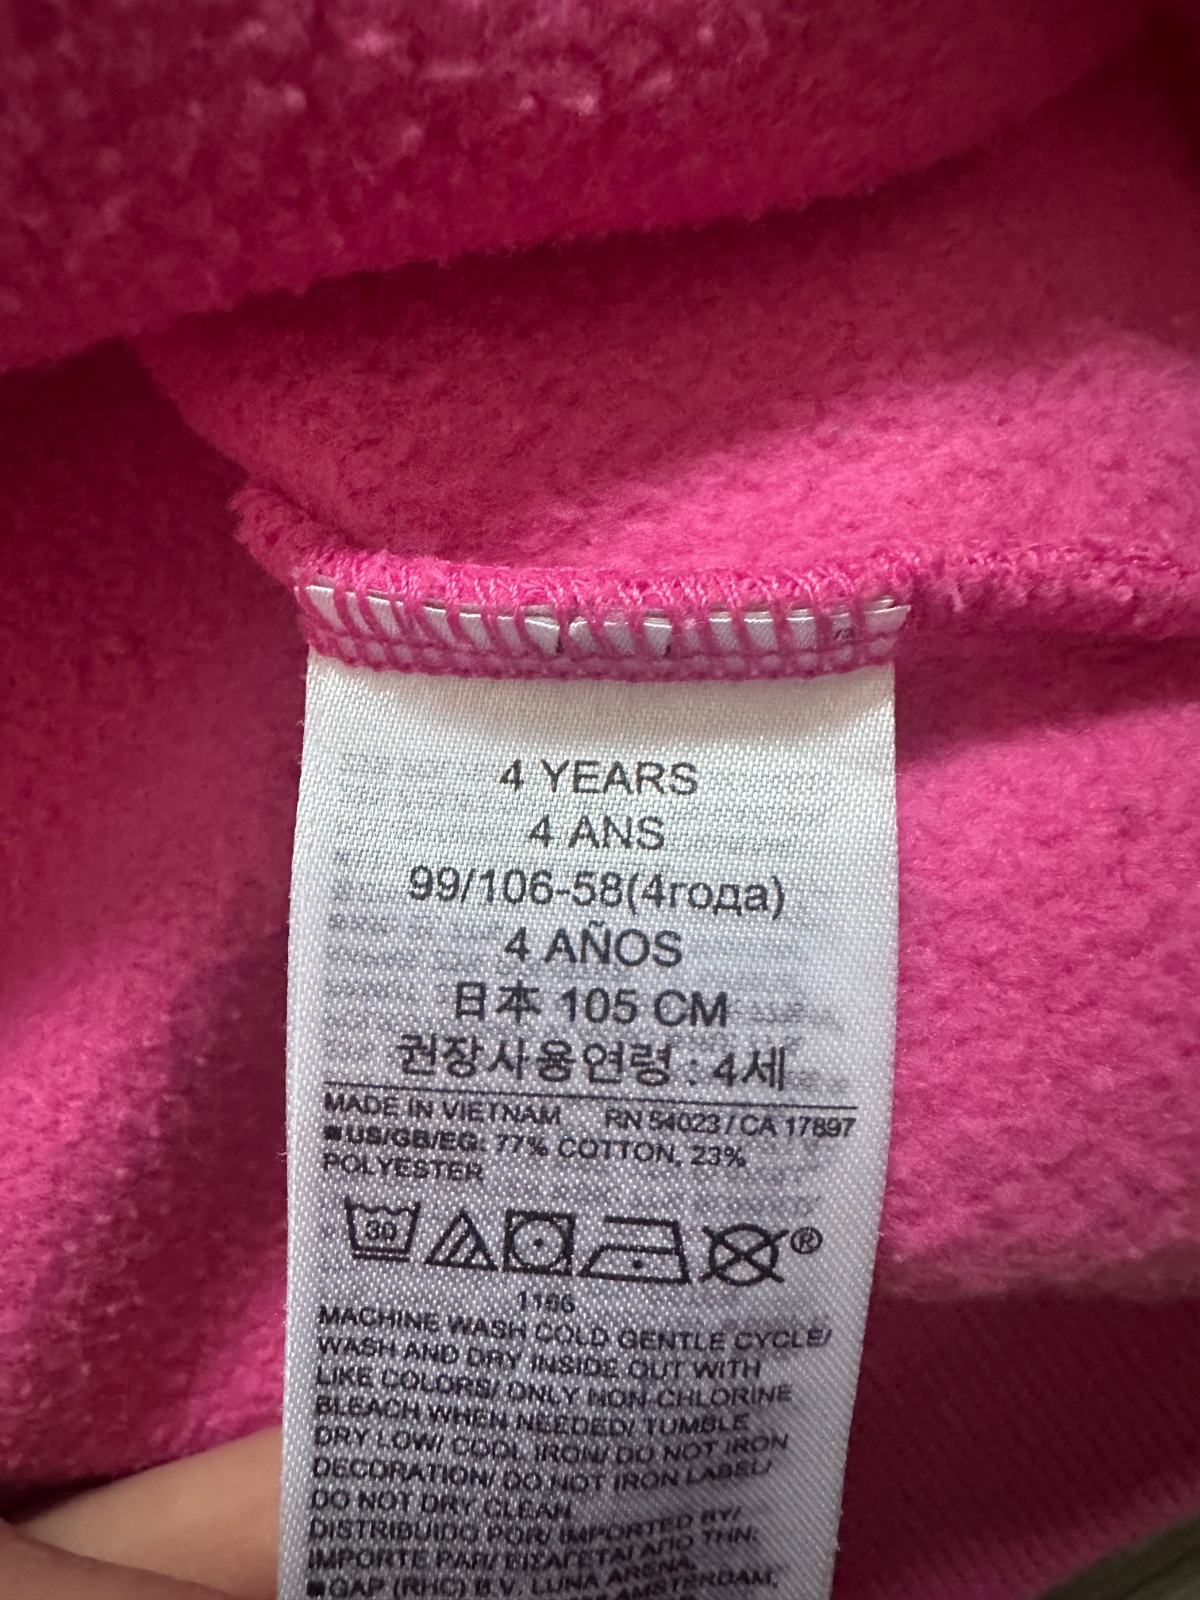 4 YEARS
4 ANS
99/106-58(4года)
4 AÑOS
日本 105 CM
권장사용연령 : 4세
MADE IN VIETNAM RN 54023 / CA 17897
■US/GB/EG: 77% COTTON, 23%
POLYESTER
30
®
1166
MACHINE WASH COLD GENTLE CYCLE/
WASH AND DRY INSIDE OUT WITH
LIKE COLORS/ ONLY NON-CHLORINE
BLEACH WHEN NEEDED/ TUMBLE
DRY LOW/ COOL IRON/ DO NOT IRON
DECORATION/ DO NOT IRON LABEL/
DO NOT DRY CLEAN
DISTRIBUIDO POR/ IMPORTED BY/
IMPORTE PAR/ ΕΙΣΑΓΕΤΑΙ ΑΠΟ ΤΗΝ:
■GAP (RHC) B.V. LUNA ARENA,
AMSTERDAM,